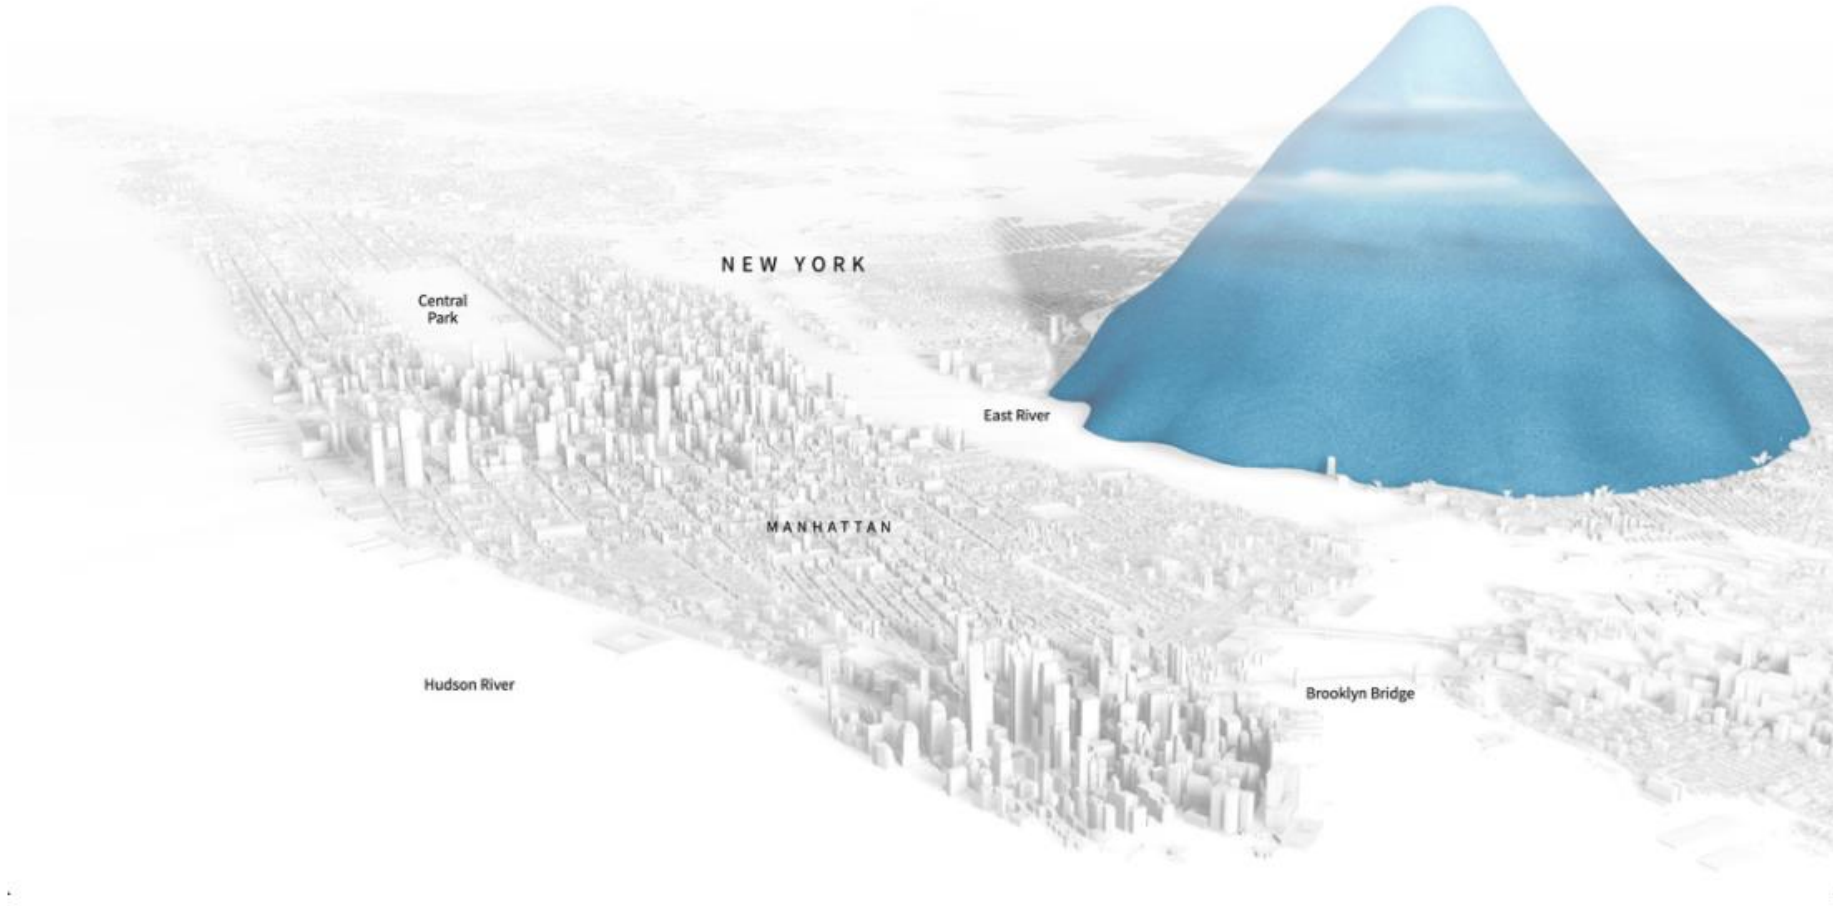 NEW YORK
Central
Park
East River
MANHATTAN
Hudson River
Brooklyn Bridge